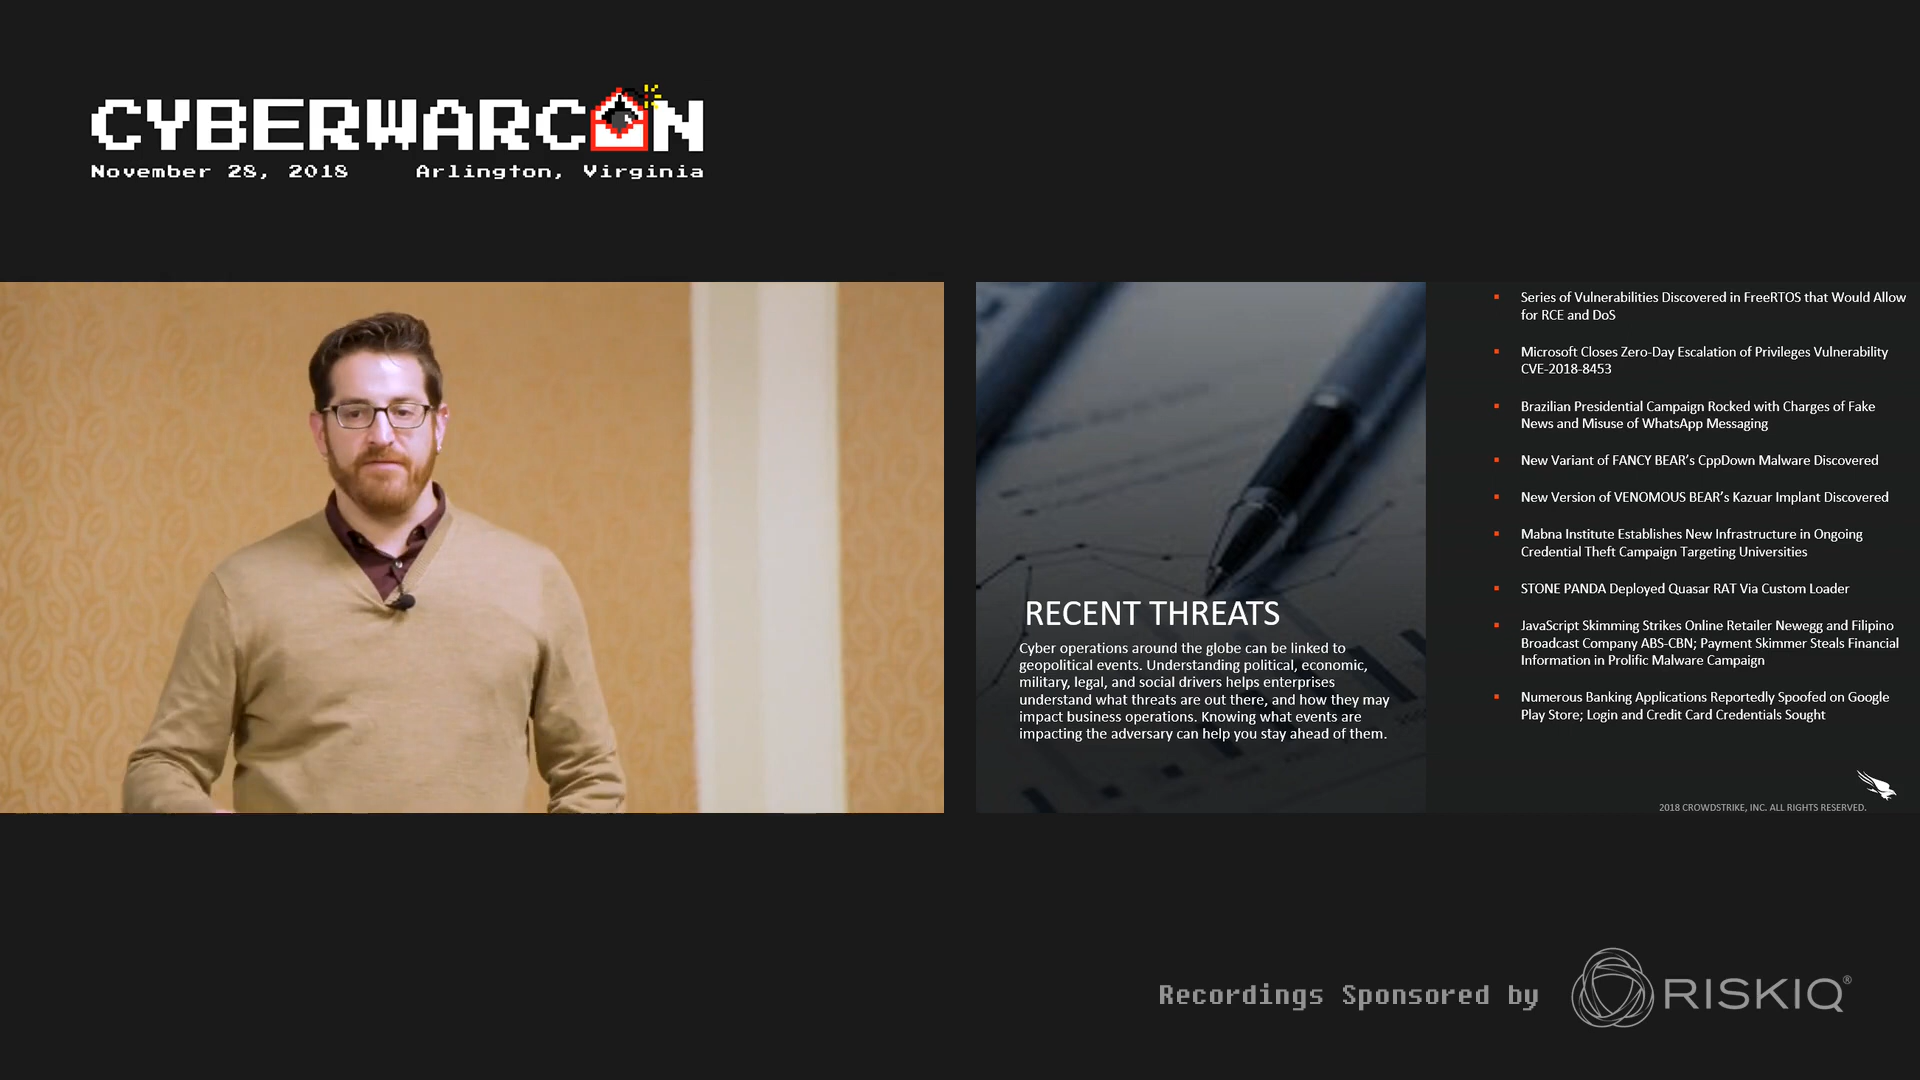 CYBERWARCON
November 28, 2018 Arlington, Virginia
RECENT THREATS
Cyber operations around the globe can be linked to
geopolitical events. Understanding political, economic,
military, legal, and social drivers helps enterprises
understand what threats are out there, and how they may
impact business operations. Knowing what events are
impacting the adversary can help you stay ahead of them.
▪ Series of Vulnerabilities Discovered in FreeRTOS that Would Allow
for RCE and DoS
▪ Microsoft Closes Zero-Day Escalation of Privileges Vulnerability
CVE-2018-8453
▪ Brazilian Presidential Campaign Rocked with Charges of Fake
News and Misuse of WhatsApp Messaging
▪ New Variant of FANCY BEAR’s CppDown Malware Discovered
▪ New Version of VENOMOUS BEAR’s Kazuar Implant Discovered
▪ Mabna Institute Establishes New Infrastructure in Ongoing
Credential Theft Campaign Targeting Universities
▪ STONE PANDA Deployed Quasar RAT Via Custom Loader
▪ JavaScript Skimming Strikes Online Retailer Newegg and Filipino
Broadcast Company ABS-CBN; Payment Skimmer Steals Financial
Information in Prolific Malware Campaign
▪ Numerous Banking Applications Reportedly Spoofed on Google
Play Store; Login and Credit Card Credentials Sought
2018 CROWDSTRIKE, INC. ALL RIGHTS RESERVED.
Recordings Sponsored by RISKIQ®